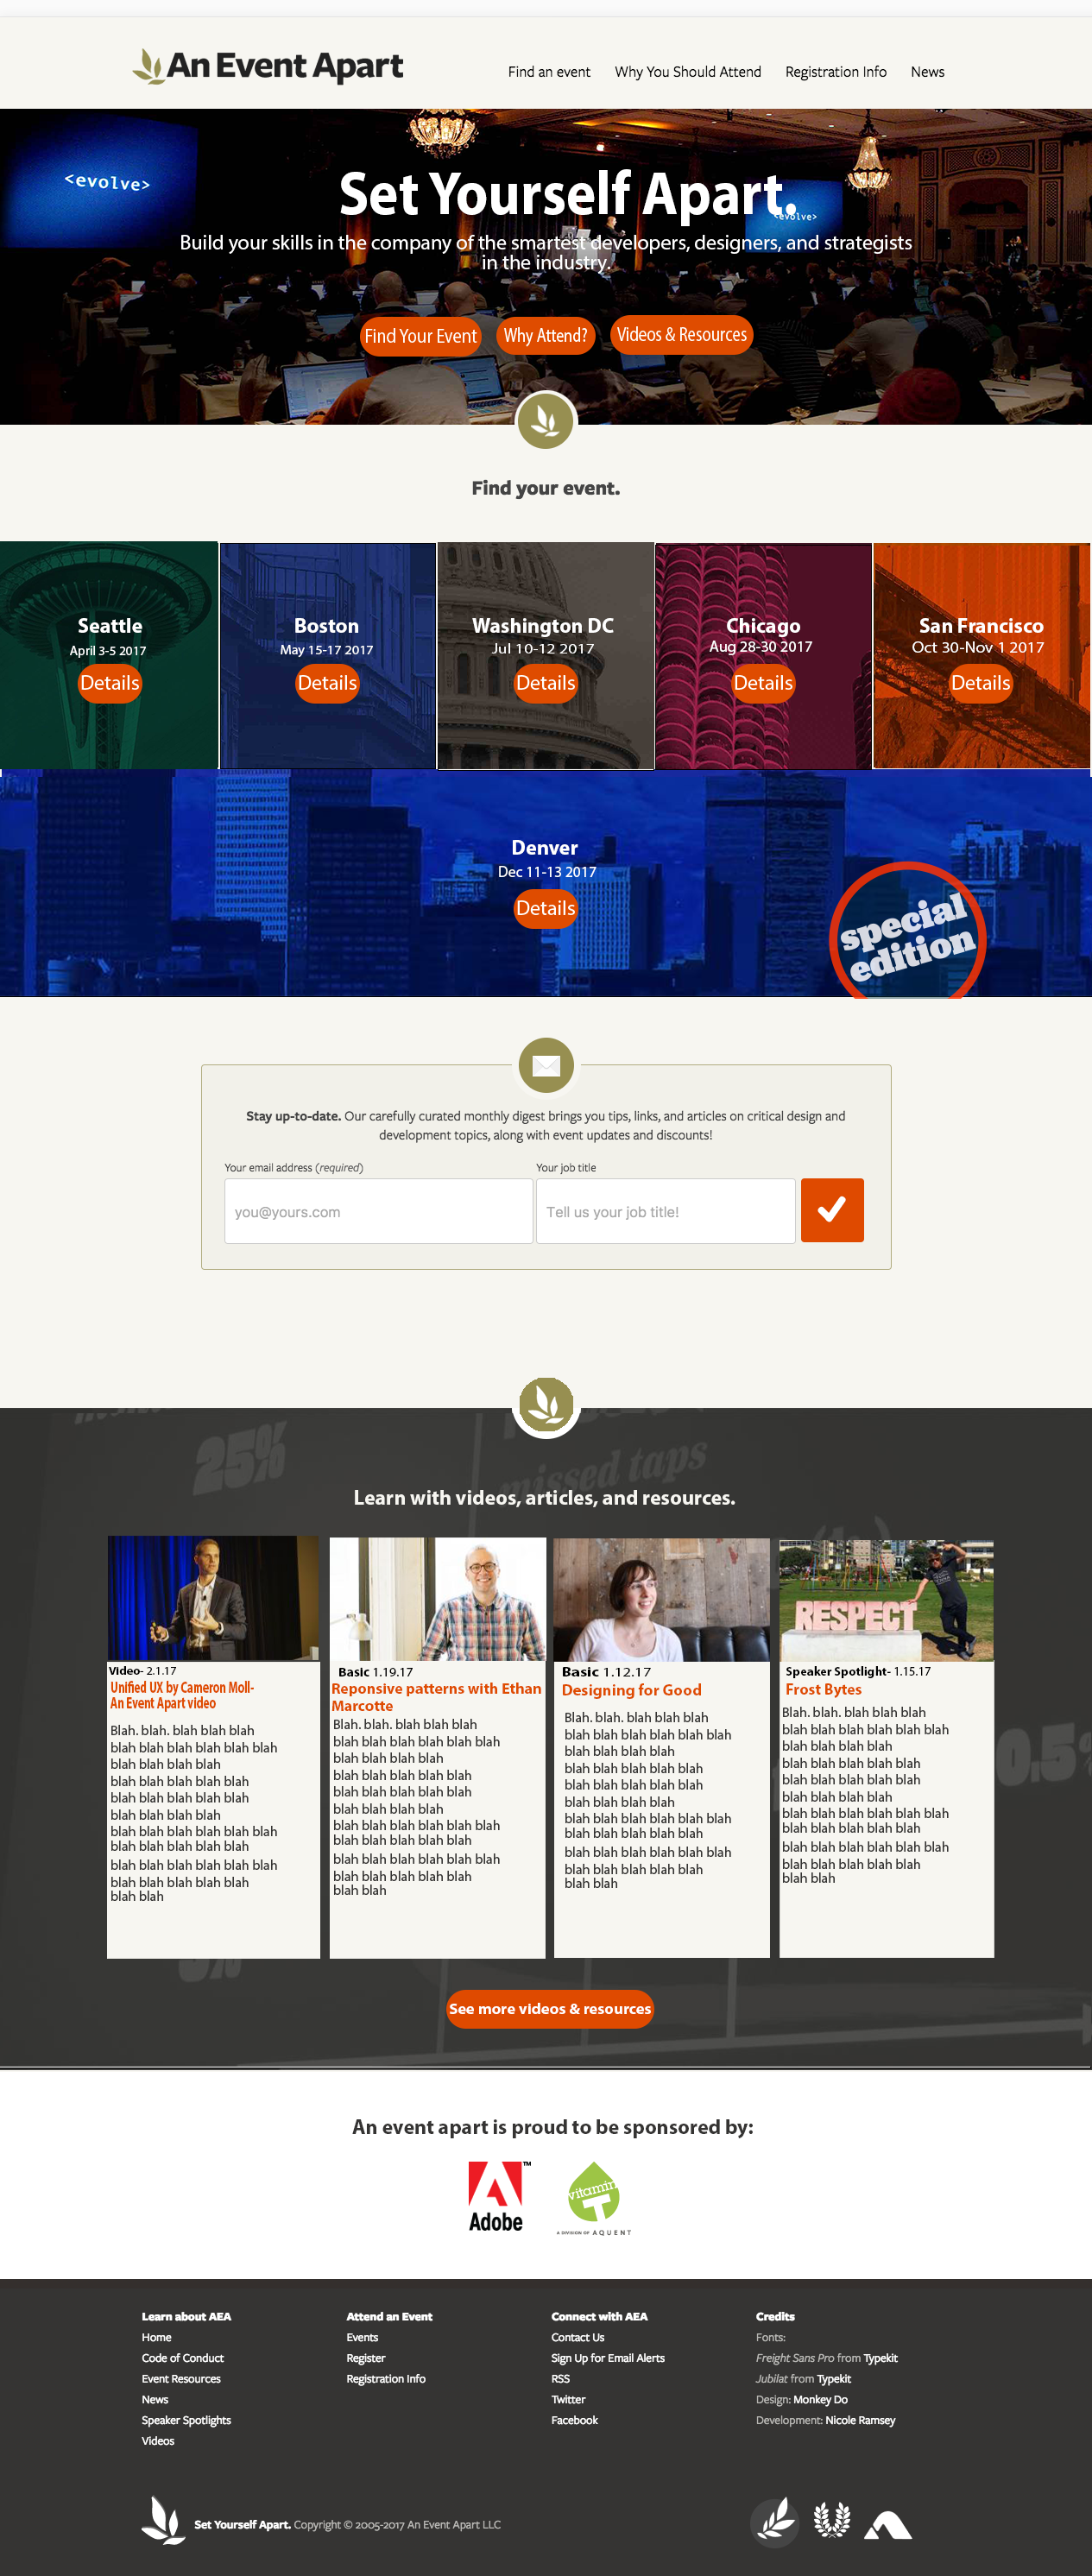 An Event Apart
Find an event Why You Should Attend Registration Info News
<evolve>
Set Yourself Apart.
<evolve>
Build your skills in the company of the smartest developers, designers, and strategists
in the industry.
Find Your Event Why Attend? Videos & Resources
Find your event.
Seattle
April 3-5 2017
Details
Boston
May 15-17 2017
Details
Washington DC
Jul 10-12 2017
Details
Chicago
Aug 28-30 2017
Details
San Francisco
Oct 30-Nov 1 2017
Details
Denver
Dec 11-13 2017
Details
special
edition
Stay up-to-date. Our carefully curated monthly digest brings you tips, links, and articles on critical design and
development topics, along with event updates and discounts!
Your email address (required) Your job title
you@yours.com Tell us your job title!
25%
missed taps
Learn with videos, articles, and resources.
Video- 2.1.17
Unified UX by Cameron Moll-
An Event Apart video
Blah. blah. blah blah blah
blah blah blah blah blah blah
blah blah blah blah
blah blah blah blah blah
blah blah blah blah blah
blah blah blah blah
blah blah blah blah blah blah
blah blah blah blah blah
blah blah blah blah blah blah
blah blah blah blah blah
blah blah
Basic 1.19.17
Reponsive patterns with Ethan
Marcotte
Blah. blah. blah blah blah
blah blah blah blah blah blah
blah blah blah blah
blah blah blah blah blah
blah blah blah blah blah
blah blah blah blah
blah blah blah blah blah blah
blah blah blah blah blah
blah blah blah blah blah blah
blah blah blah blah blah
blah blah
Basic 1.12.17
Designing for Good
Blah. blah. blah blah blah
blah blah blah blah blah blah
blah blah blah blah
blah blah blah blah blah
blah blah blah blah blah
blah blah blah blah
blah blah blah blah blah blah
blah blah blah blah blah
blah blah blah blah blah blah
blah blah blah blah blah
blah blah
RESPECT
Speaker Spotlight- 1.15.17
Frost Bytes
Blah. blah. blah blah blah
blah blah blah blah blah blah
blah blah blah blah
blah blah blah blah blah
blah blah blah blah blah
blah blah blah blah
blah blah blah blah blah blah
blah blah blah blah blah
blah blah blah blah blah blah
blah blah blah blah blah
blah blah
0.5%
See more videos & resources
An event apart is proud to be sponsored by:
Adobe
TM
vitamin
T
A DIVISION OF AQUENT
Learn about AEA
Home
Code of Conduct
Event Resources
News
Speaker Spotlights
Videos
Attend an Event
Events
Register
Registration Info
Connect with AEA
Contact Us
Sign Up for Email Alerts
RSS
Twitter
Facebook
Credits
Fonts:
Freight Sans Pro from Typekit
Jubilat from Typekit
Design: Monkey Do
Development: Nicole Ramsey
Set Yourself Apart. Copyright © 2005-2017 An Event Apart LLC